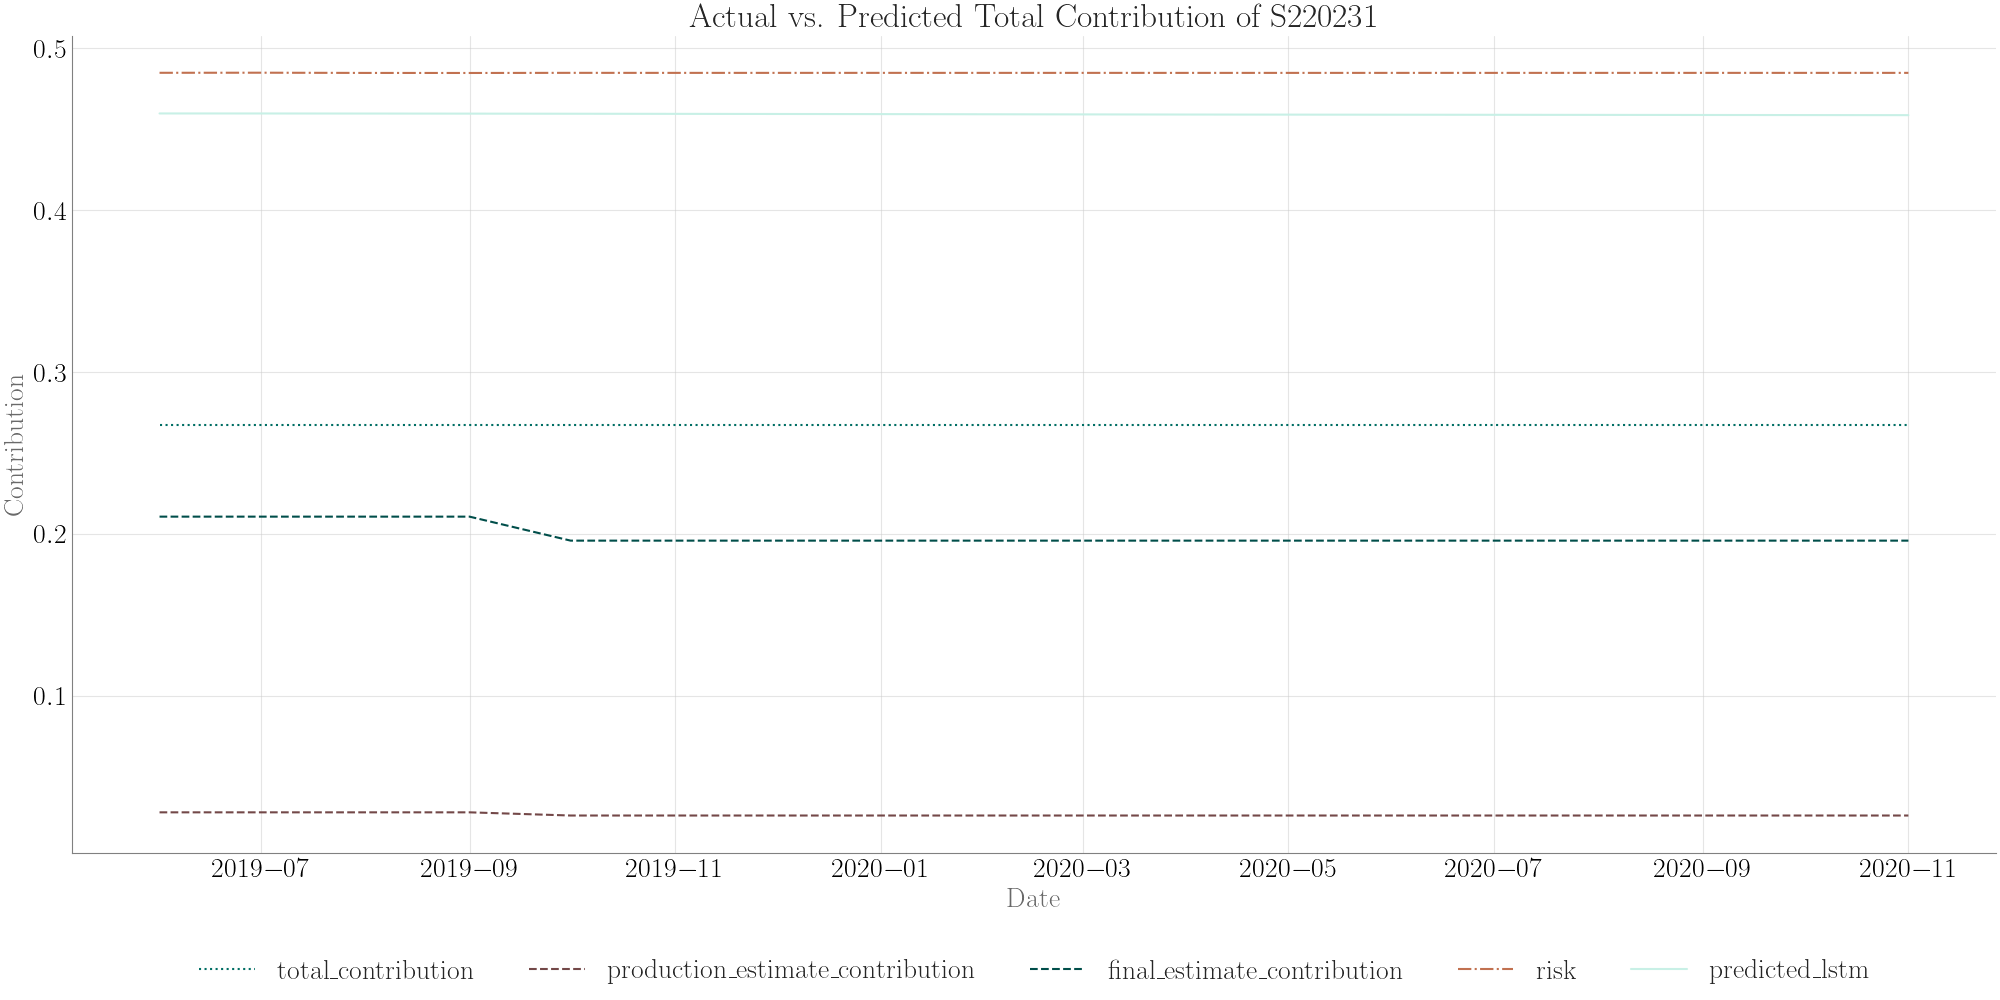 Actual vs. Predicted Total Contribution of S220231
0.5
0.4
0.3
0.2
0.1
Contribution
2019–07 2019–09 2019–11 2020–01 2020–03 2020–05 2020–07 2020–09 2020–11
Date
total_contribution production_estimate_contribution final_estimate_contribution risk predicted_lstm